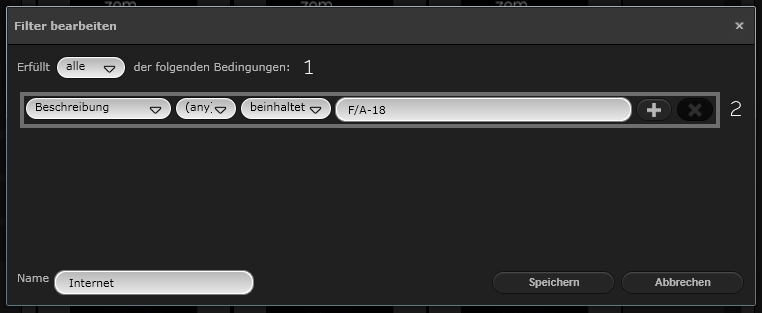 Filter bearbeiten
Erfüllt alle der folgenden Bedingungen: 1
Beschreibung (any) beinhaltet F/A-18 2
Name Internet Speichern Abbrechen